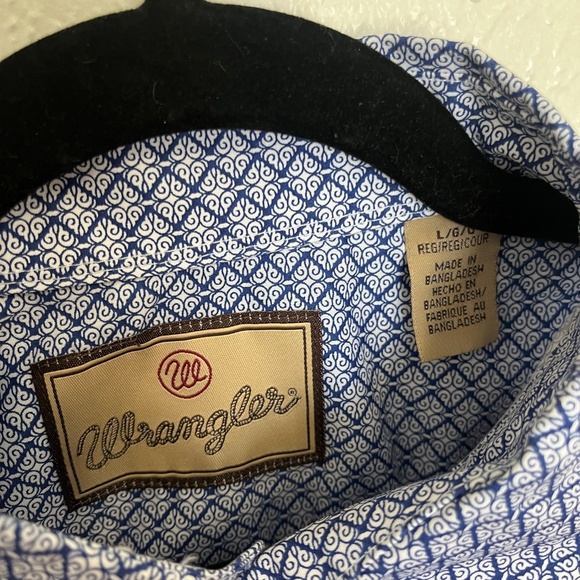 W
Wrangler®
L/G/G
REG/REG/COUR
MADE IN
BANGLADESH
HECHO EN
BANGLADESH/
FABRIQUE AU
BANGLADESH